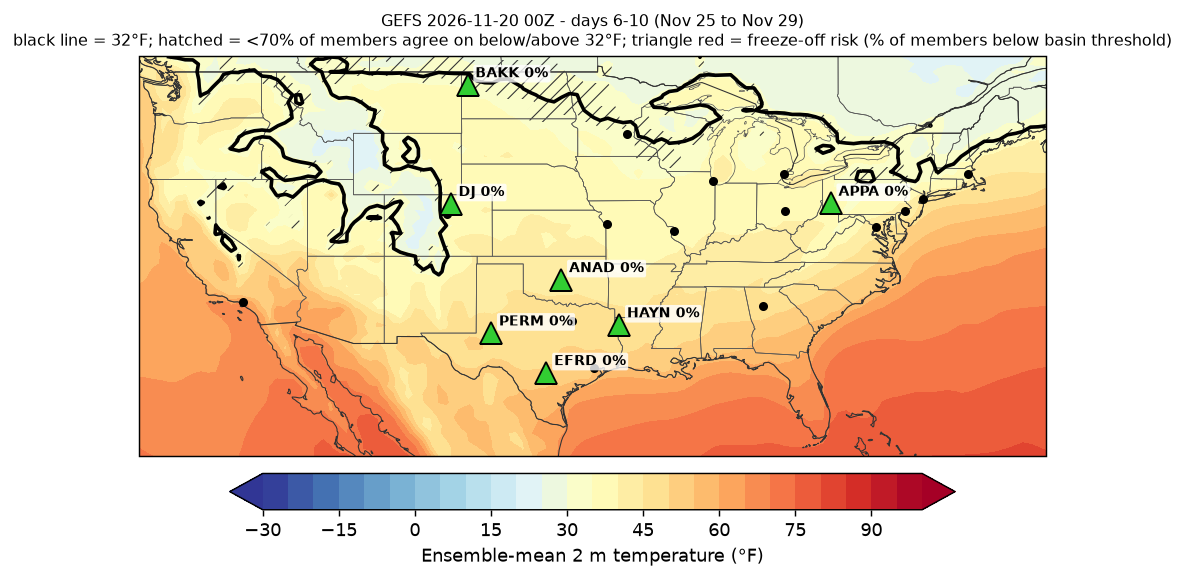 GEFS 2026-11-20 00Z - days 6-10 (Nov 25 to Nov 29)
black line = 32°F; hatched = <70% of members agree on below/above 32°F; triangle red = freeze-off risk (% of members below basin threshold)
BAKK 0%
DJ 0%
APPA 0%
ANAD 0%
HAYN 0%
PERM 0%
EFRD 0%
−30 −15 0 15 30 45 60 75 90
Ensemble-mean 2 m temperature (°F)